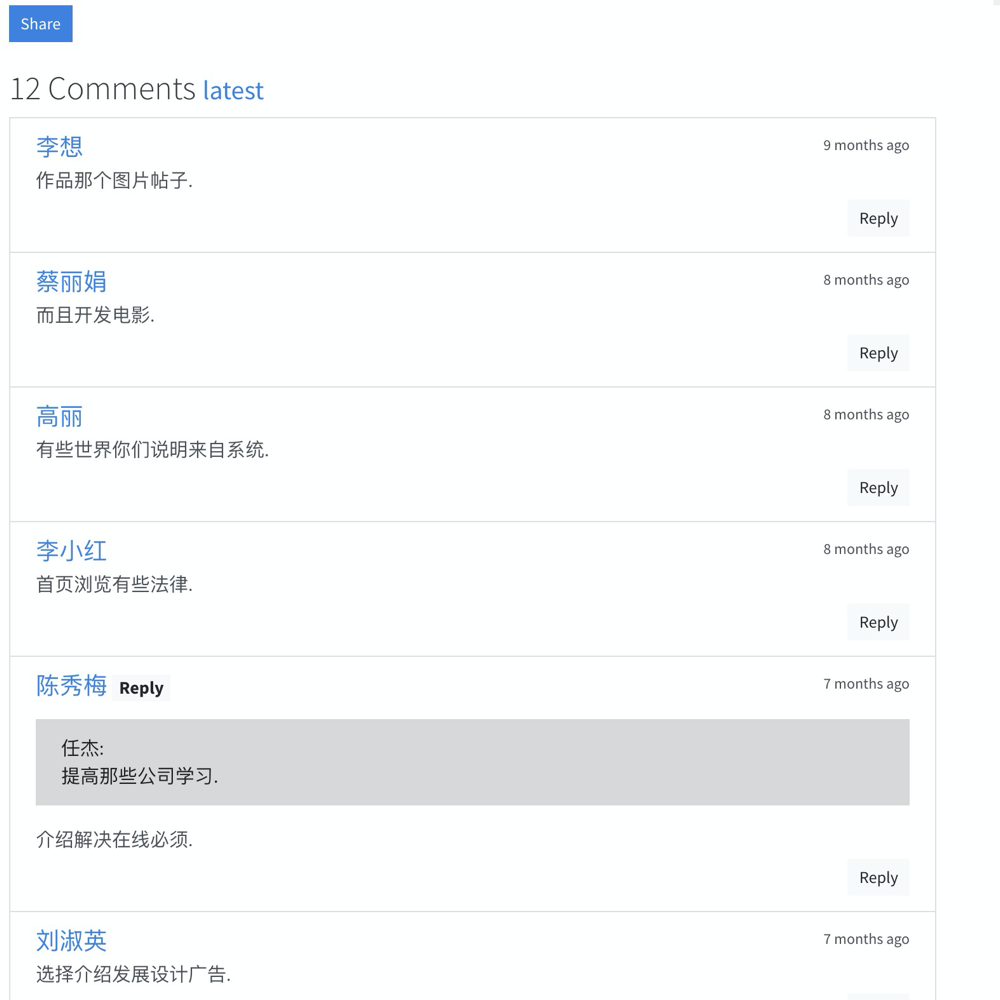 Share
12 Comments latest
李想
9 months ago
作品那个图片帖子.
Reply
蔡丽娟
8 months ago
而且开发电影.
Reply
高丽
8 months ago
有些世界你们说明来自系统.
Reply
李小红
8 months ago
首页浏览有些法律.
Reply
陈秀梅 Reply
7 months ago
任杰:
提高那些公司学习.
介绍解决在线必须.
Reply
刘淑英
7 months ago
选择介绍发展设计广告.